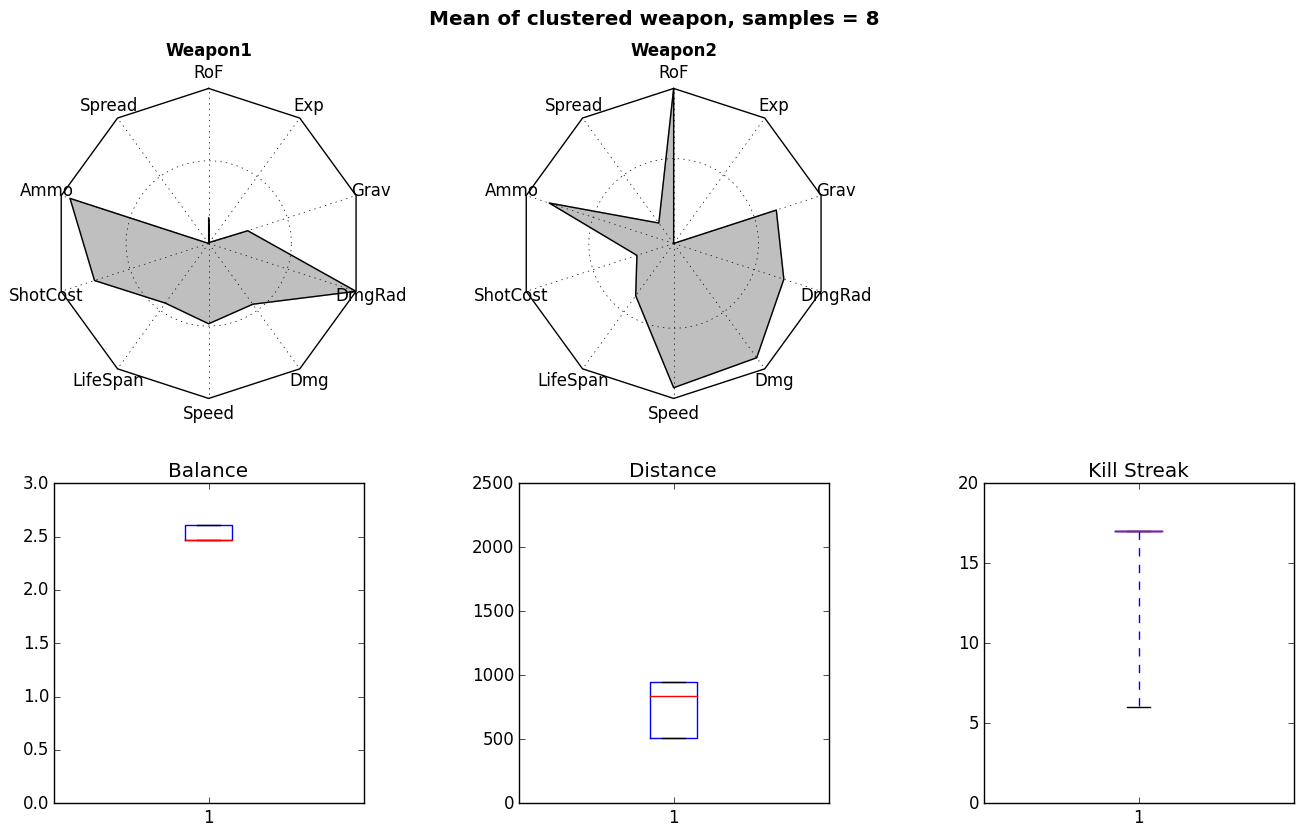 Mean of clustered weapon, samples = 8
Weapon1
RoF
Exp
Grav
DmgRad
Dmg
Speed
LifeSpan
ShotCost
Ammo
Spread
Weapon2
RoF
Exp
Grav
DmgRad
Dmg
Speed
LifeSpan
ShotCost
Ammo
Spread
Balance
3.0
2.5
2.0
1.5
1.0
0.5
0.0
1
Distance
2500
2000
1500
1000
500
0
1
Kill Streak
20
15
10
5
0
1